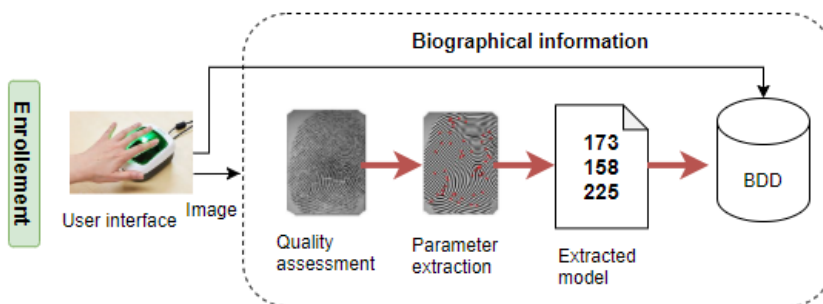 Biographical information
Enrollement
User interface
Image
Quality
assessment
Parameter
extraction
173
158
225
Extracted
model
BDD